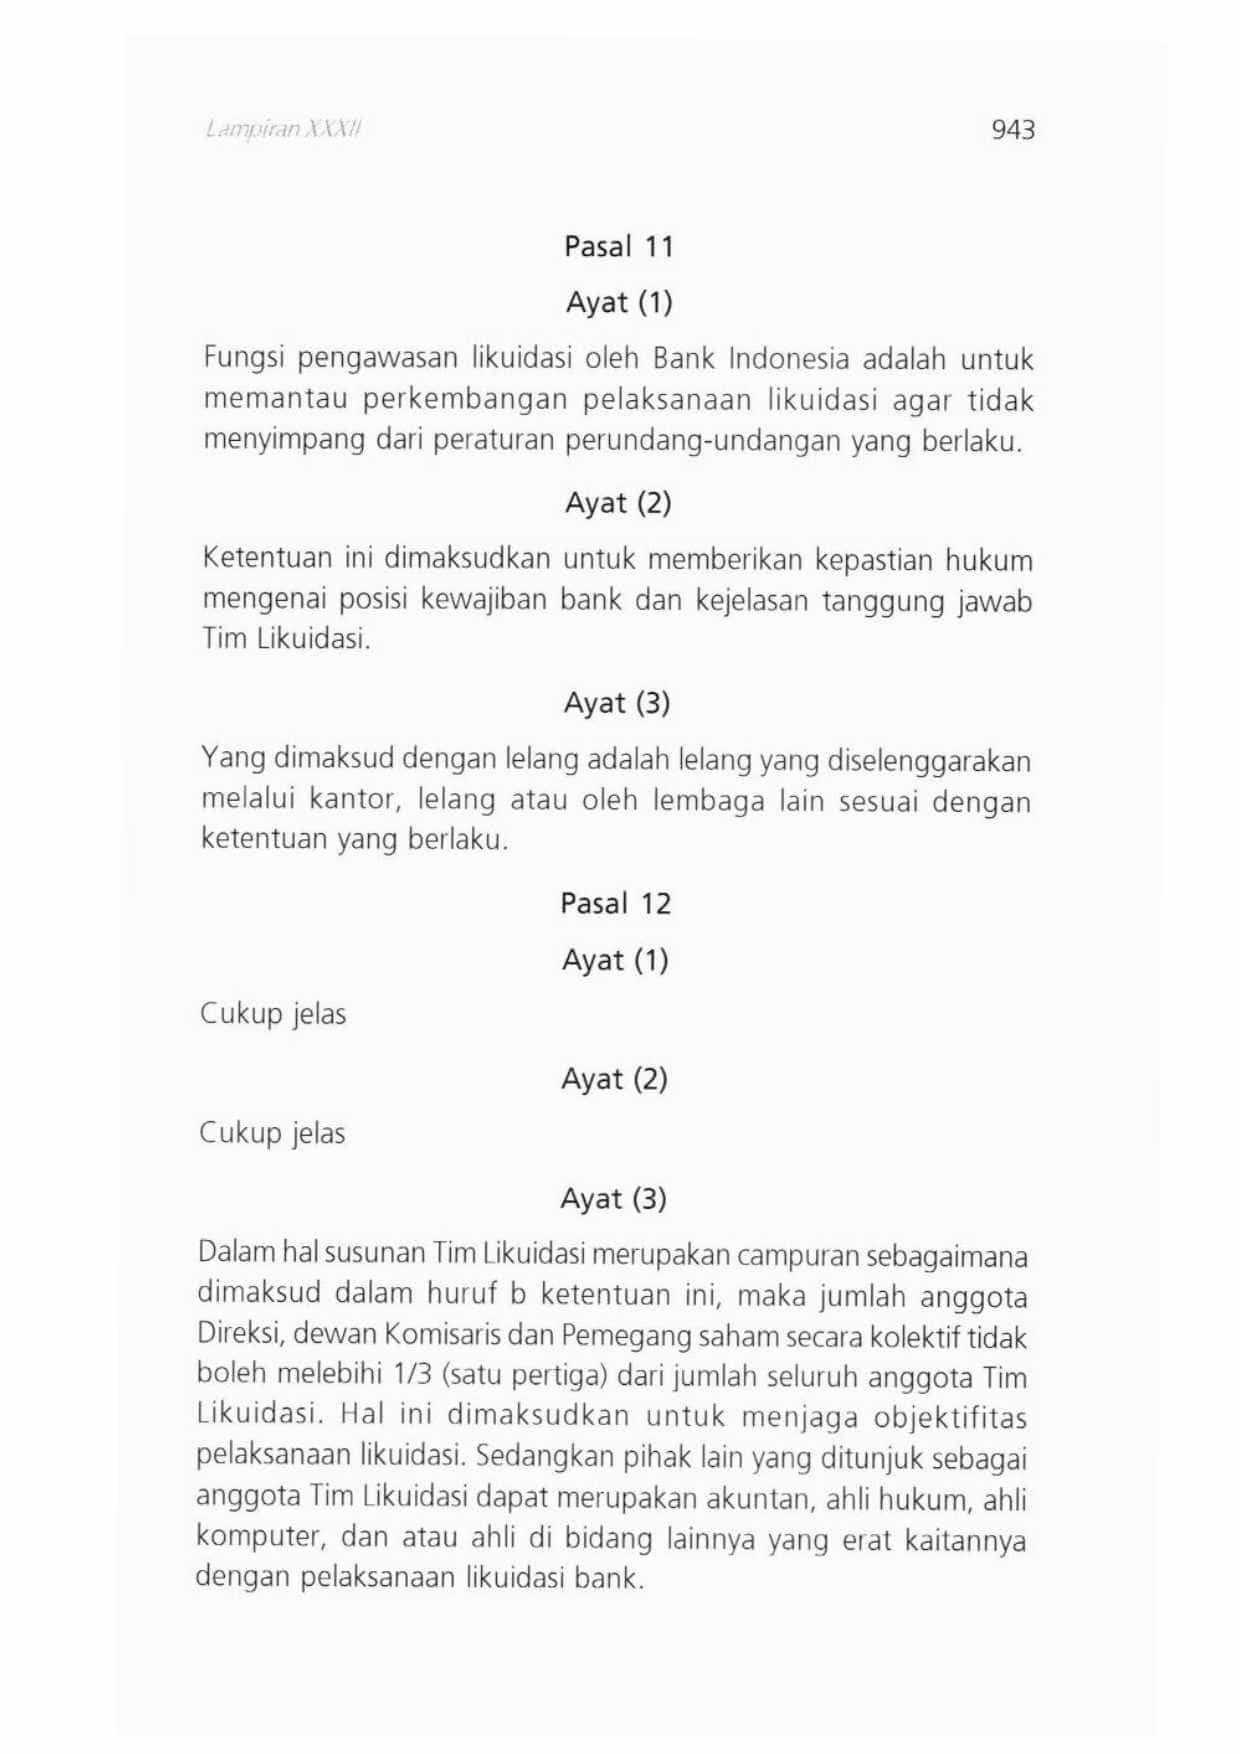 Lampiran XXXII
943
Pasal 11
Ayat (1)
Fungsi pengawasan likuidasi oleh Bank Indonesia adalah untuk
memantau perkembangan pelaksanaan likuidasi agar tidak
menyimpang dari peraturan perundang-undangan yang berlaku.
Ayat (2)
Ketentuan ini dimaksudkan untuk memberikan kepastian hukum
mengenai posisi kewajiban bank dan kejelasan tanggung jawab
Tim Likuidasi.
Ayat (3)
Yang dimaksud dengan lelang adalah lelang yang diselenggarakan
melalui kantor, lelang atau oleh lembaga lain sesuai dengan
ketentuan yang berlaku.
Pasal 12
Ayat (1)
Cukup jelas
Ayat (2)
Cukup jelas
Ayat (3)
Dalam hal susunan Tim Likuidasi merupakan campuran sebagaimana
dimaksud dalam huruf b ketentuan ini, maka jumlah anggota
Direksi, dewan Komisaris dan Pemegang saham secara kolektif tidak
boleh melebihi 1/3 (satu pertiga) dari jumlah seluruh anggota Tim
Likuidasi. Hal ini dimaksudkan untuk menjaga objektifitas
pelaksanaan likuidasi. Sedangkan pihak lain yang ditunjuk sebagai
anggota Tim Likuidasi dapat merupakan akuntan, ahli hukum, ahli
komputer, dan atau ahli di bidang lainnya yang erat kaitannya
dengan pelaksanaan likuidasi bank.